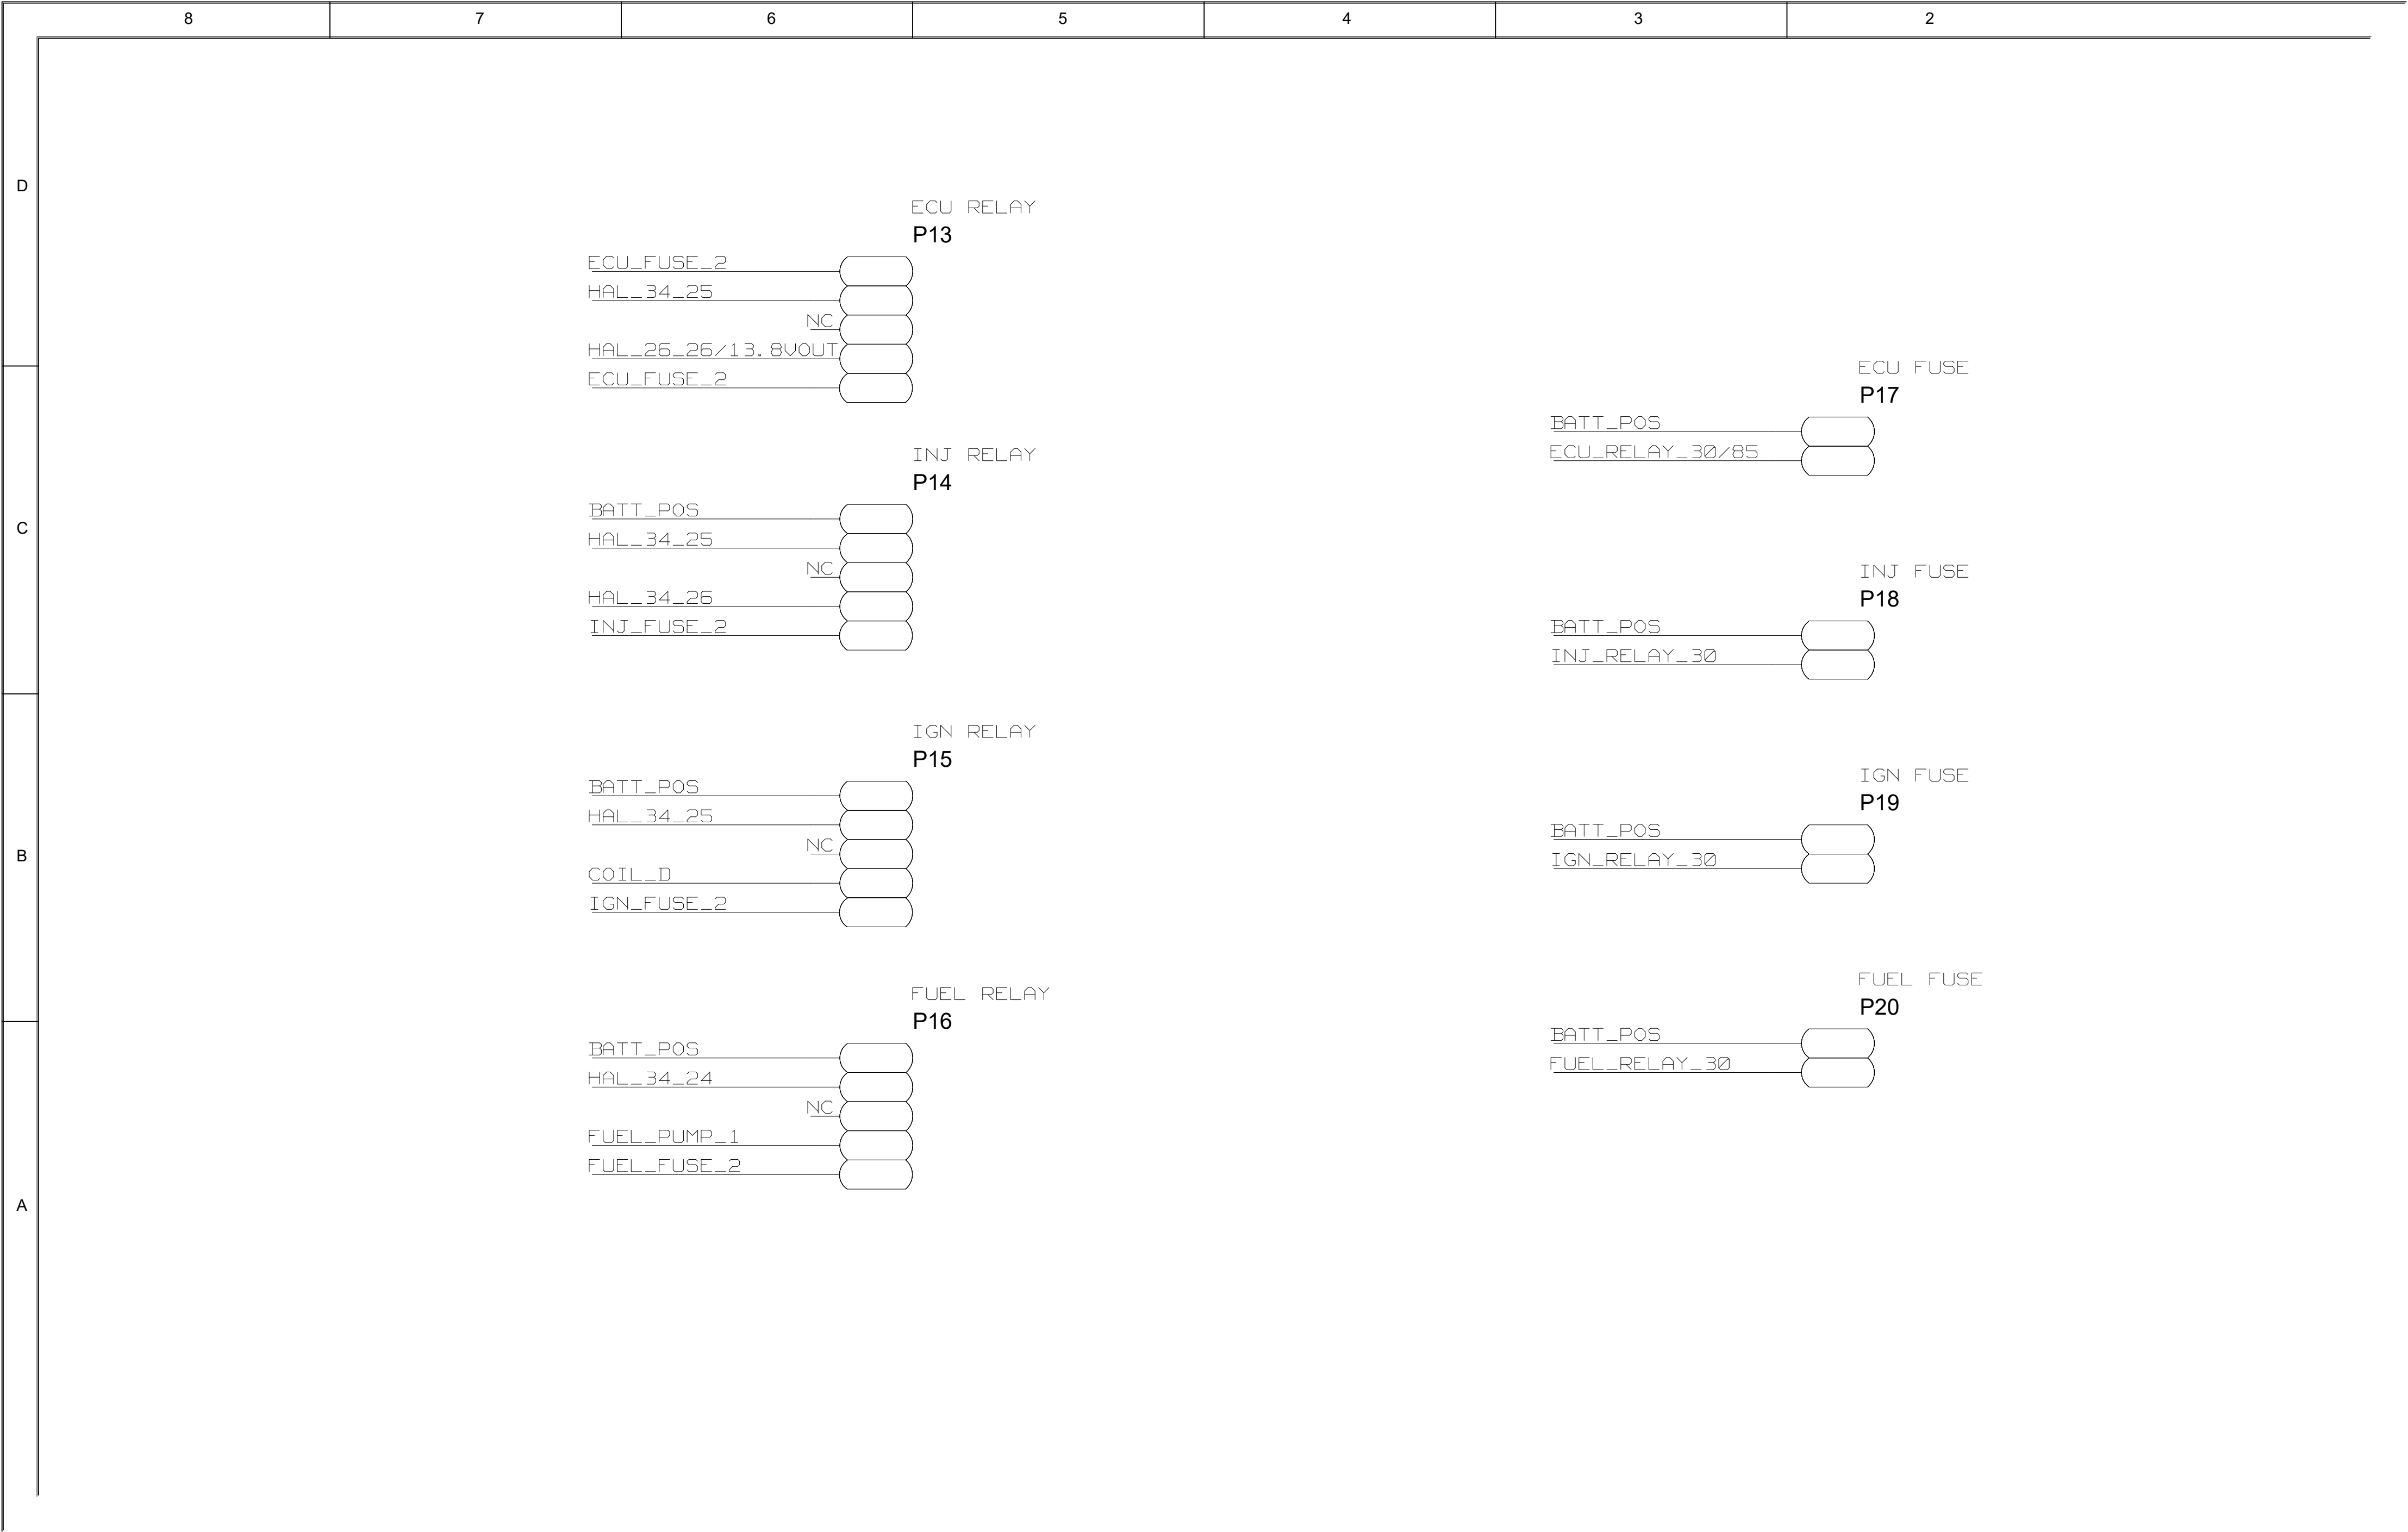 8 7 6 5 4 3 2
D
C
B
A
ECU RELAY
P13
ECU_FUSE_2
HAL_34_25
NC
HAL_26_26/13.8VOUT
ECU_FUSE_2
INJ RELAY
P14
BATT_POS
HAL_34_25
NC
HAL_34_26
INJ_FUSE_2
IGN RELAY
P15
BATT_POS
HAL_34_25
NC
COIL_D
IGN_FUSE_2
FUEL RELAY
P16
BATT_POS
HAL_34_24
NC
FUEL_PUMP_1
FUEL_FUSE_2
ECU FUSE
P17
BATT_POS
ECU_RELAY_30/85
INJ FUSE
P18
BATT_POS
INJ_RELAY_30
IGN FUSE
P19
BATT_POS
IGN_RELAY_30
FUEL FUSE
P20
BATT_POS
FUEL_RELAY_30